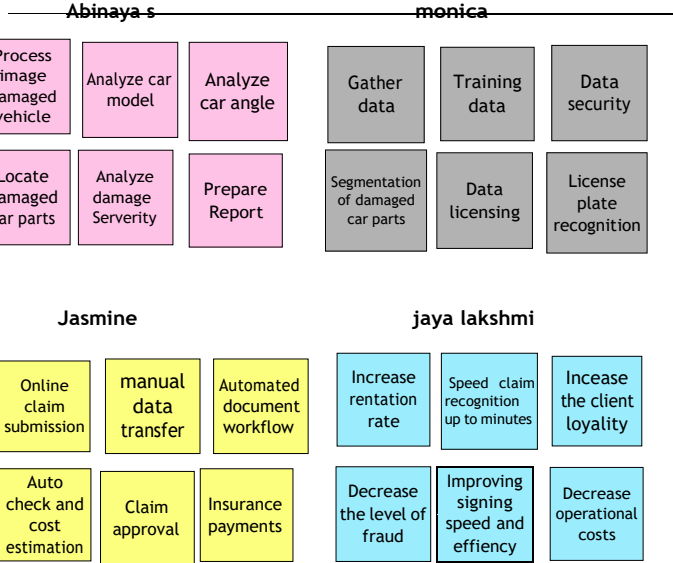 Abinaya s
monica
Process
image
damaged
vehicle
Analyze car
model
Analyze
car angle
Gather
data
Training
data
Data
security
Locate
damaged
car parts
Analyze
damage
Serverity
Prepare
Report
Segmentation
of damaged
car parts
Data
licensing
License
plate
recognition
Jasmine
jaya lakshmi
Online
claim
submission
manual
data
transfer
Automated
document
workflow
Increase
rentation
rate
Speed claim
recognition
up to minutes
Incease
the client
loyality
Auto
check and
cost
estimation
Claim
approval
Insurance
payments
Decrease
the level of
fraud
Improving
signing
speed and
effiency
Decrease
operational
costs